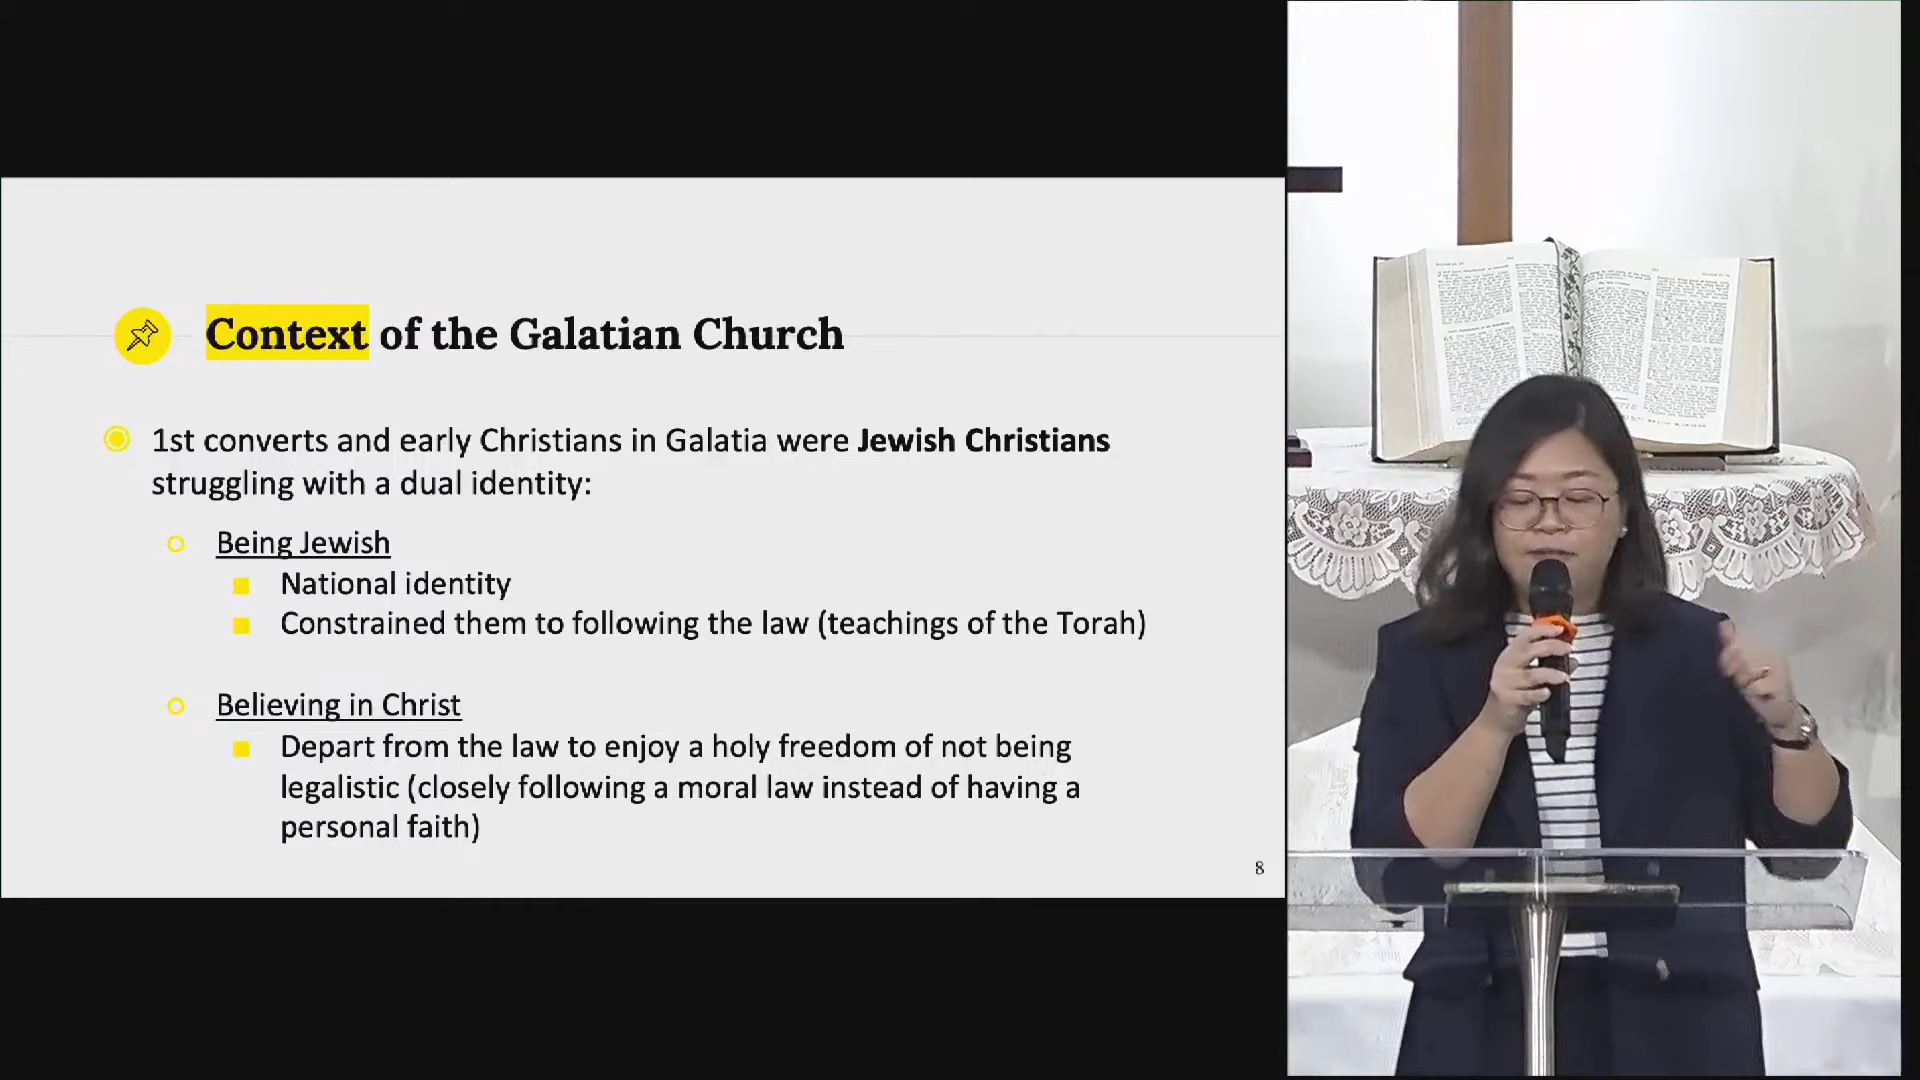 Context of the Galatian Church
1st converts and early Christians in Galatia were Jewish Christians
struggling with a dual identity:
Being Jewish
National identity
Constrained them to following the law (teachings of the Torah)
Believing in Christ
Depart from the law to enjoy a holy freedom of not being
legalistic (closely following a moral law instead of having a
personal faith)
8